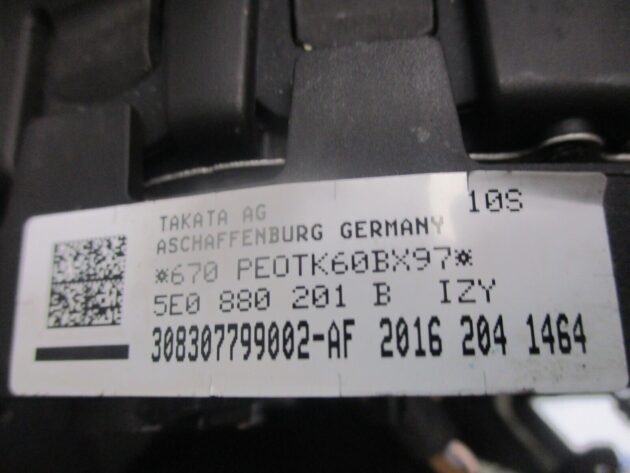 TAKATA AG 10S
ASCHAFFENBURG GERMANY
*670 PEOTK60BX97*
5E0 880 201 B IZY
308307799002-AF 2016 204 1464